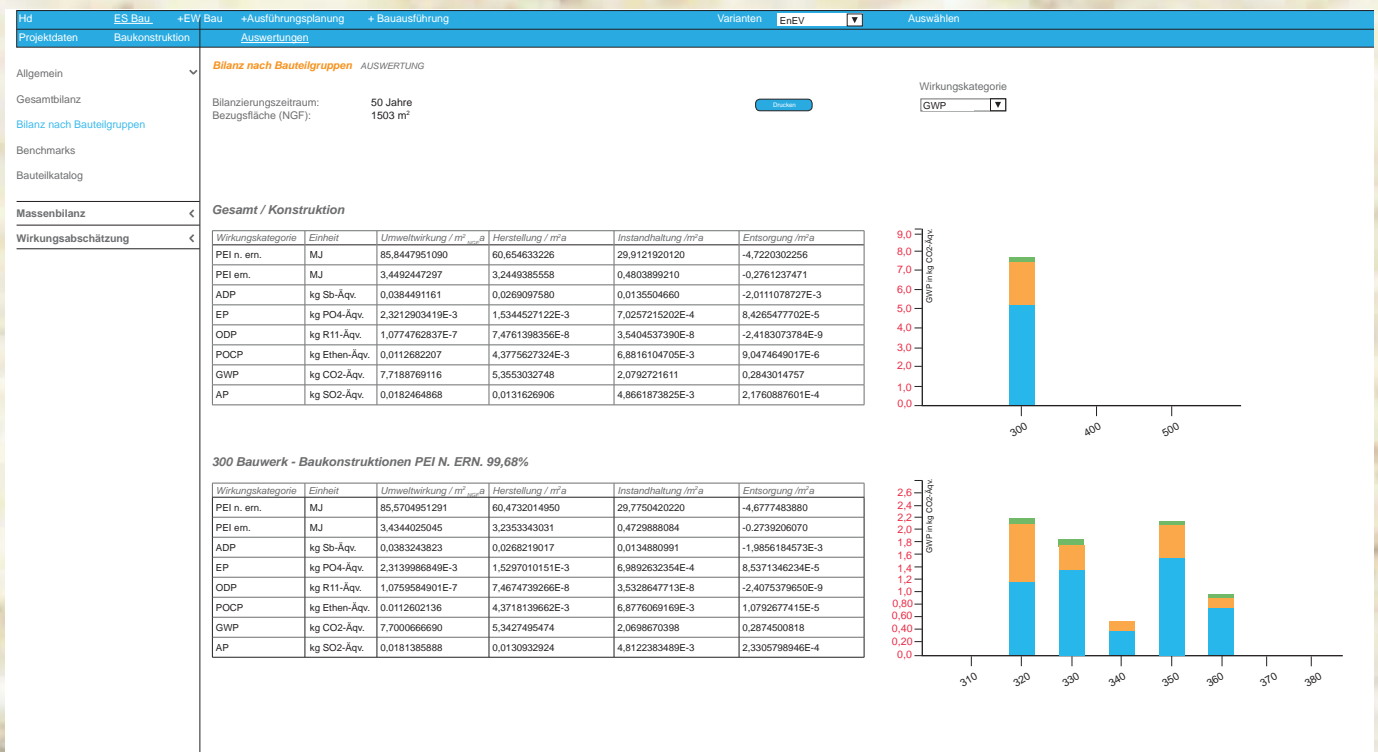 Hd ES Bau +EW Bau +Ausführungsplanung + Bauausführung Varianten EnEV Auswählen
Projektdaten Baukonstruktion Auswertungen
Allgemein
Gesamtbilanz
Bilanz nach Bauteilgruppen
Benchmarks
Bauteilkatalog
Massenbilanz
Wirkungsabschätzung
Bilanz nach Bauteilgruppen AUSWERTUNG
Bilanzierungszeitraum: 50 Jahre
Bezugsfläche (NGF): 1503 m²
Drucken
Wirkungskategorie
GWP
Gesamt / Konstruktion
Wirkungskategorie Einheit Umweltwirkung / m² NGF a Herstellung / m²a Instandhaltung /m²a Entsorgung /m²a
PEI n. ern. MJ 85,8447951090 60,654633226 29,9121920120 -4,7220302256
PEI ern. MJ 3,4492447297 3,2449385558 0,4803899210 -0,2761237471
ADP kg Sb-Äqv. 0,0384491161 0,0269097580 0,0135504660 -2,0111078727E-3
EP kg PO4-Äqv. 2,3212903419E-3 1,5344527122E-3 7,0257215202E-4 8,4265477702E-5
ODP kg R11-Äqv. 1,0774762837E-7 7,4761398356E-8 3,5404537390E-8 -2,4183073784E-9
POCP kg Ethen-Äqv. 0,0112682207 4,3775627324E-3 6,8816104705E-3 9,0474649017E-6
GWP kg CO2-Äqv. 7,7188769116 5,3553032748 2,0792721611 0,2843014757
AP kg SO2-Äqv. 0,0182464868 0,0131626906 4,8661873825E-3 2,1760887601E-4
GWP in kg CO2-Äqv.
9,0
8,0
7,0
6,0
5,0
4,0
3,0
2,0
1,0
0,0
300 400 500
300 Bauwerk - Baukonstruktionen PEI N. ERN. 99,68%
Wirkungskategorie Einheit Umweltwirkung / m² NGF a Herstellung / m²a Instandhaltung /m²a Entsorgung /m²a
PEI n. ern. MJ 85,5704951291 60,4732014950 29,7750420220 -4,6777483880
PEI ern. MJ 3,4344025045 3,2353343031 0,4729888084 -0.2739206070
ADP kg Sb-Äqv. 0,0383243823 0,0268219017 0,0134880991 -1,9856184573E-3
EP kg PO4-Äqv. 2,3139986849E-3 1,5297010151E-3 6,9892632354E-4 8,5371346234E-5
ODP kg R11-Äqv. 1,0759584901E-7 7,4674739266E-8 3,5328647713E-8 -2,4075379650E-9
POCP kg Ethen-Äqv. 0.0112602136 4,3718139662E-3 6,8776069169E-3 1,0792677415E-5
GWP kg CO2-Äqv. 7,7000666690 5,3427495474 2,0698670398 0,2874500818
AP kg SO2-Äqv. 0,0181385888 0,0130932924 4,8122383489E-3 2,3305798946E-4
GWP in kg CO2-Äqv.
2,6
2,4
2,2
2,0
1,8
1,6
1,4
1,2
1,0
0,80
0,60
0,40
0,20
0,0
310 320 330 340 350 360 370 380